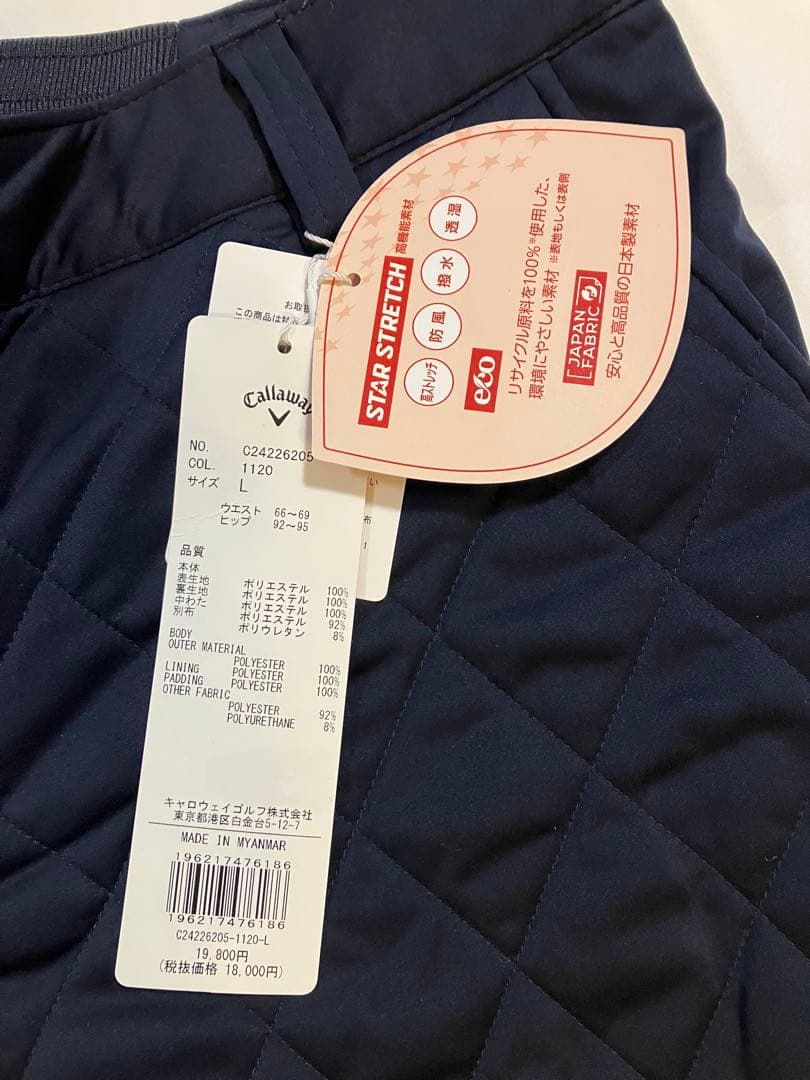 STAR STRETCH 高機能素材
高ストレッチ 防風 撥水 透湿
eco
リサイクル原料を100%※使用した、
環境にやさしい素材 ※表地もしくは表側
JAPAN
FABRIC
安心と高品質の日本製素材
お取扱
この商品は特
Callaway
NO. C24226205
COL. 1120
サイズ L
ウエスト 66～69
ヒップ 92～95
品質
本体
表生地 ポリエステル 100%
裏生地 ポリエステル 100%
中わた ポリエステル 100%
別布 ポリエステル 92%
ポリウレタン 8%
BODY
OUTER MATERIAL
POLYESTER 100%
LINING POLYESTER 100%
PADDING POLYESTER 100%
OTHER FABRIC
POLYESTER 92%
POLYURETHANE 8%
キャロウェイゴルフ株式会社
東京都港区白金台5-12-7
MADE IN MYANMAR
196217476186
196217476186
C24226205-1120-L
19,800円
(税抜価格 18,000円)
い
布
1